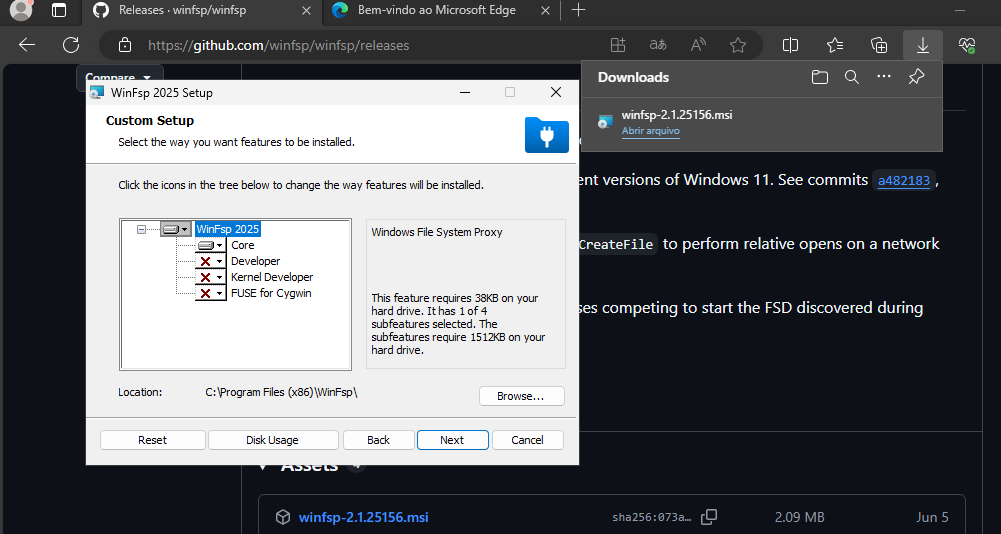 Releases · winfsp/winfsp
Bem-vindo ao Microsoft Edge
https://github.com/winfsp/winfsp/releases
Compare
Downloads
winfsp-2.1.25156.msi
Abrir arquivo
WinFsp 2025 Setup
Custom Setup
Select the way you want features to be installed.
Click the icons in the tree below to change the way features will be installed.
WinFsp 2025
Core
Developer
Kernel Developer
FUSE for Cygwin
Windows File System Proxy
This feature requires 38KB on your
hard drive. It has 1 of 4
subfeatures selected. The
subfeatures require 1512KB on your
hard drive.
Location:
C:\Program Files (x86)\WinFsp\
Browse...
Reset
Disk Usage
Back
Next
Cancel
ent versions of Windows 11. See commits a482183,
CreateFile to perform relative opens on a network
ses competing to start the FSD discovered during
Assets 4
winfsp-2.1.25156.msi
sha256:073a…
2.09 MB
Jun 5